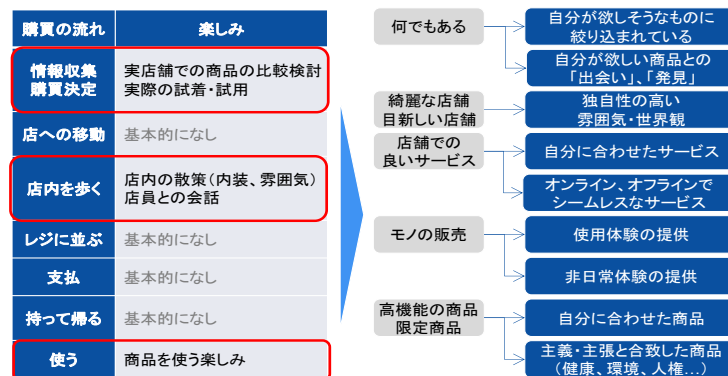 購買の流れ
楽しみ
情報収集
購買決定
実店舗での商品の比較検討
実際の試着・試用
店への移動
基本的になし
店内を歩く
店内の散策（内装、雰囲気）
店員との会話
レジに並ぶ
基本的になし
支払
基本的になし
持って帰る
基本的になし
使う
商品を使う楽しみ
何でもある
自分が欲しそうなものに
絞り込まれている
自分が欲しい商品との
「出会い」、「発見」
綺麗な店舗
目新しい店舗
独自性の高い
雰囲気・世界観
店舗での
良いサービス
自分に合わせたサービス
オンライン、オフラインで
シームレスなサービス
モノの販売
使用体験の提供
非日常体験の提供
高機能の商品
限定商品
自分に合わせた商品
主義・主張と合致した商品
（健康、環境、人権…）